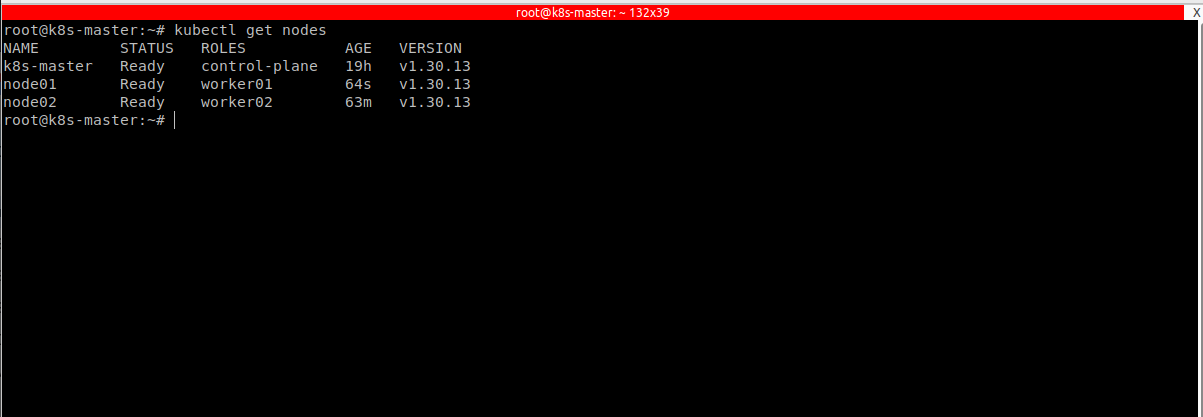 root@k8s-master: ~ 132x39
X
root@k8s-master:~# kubectl get nodes
NAME         STATUS   ROLES           AGE   VERSION
k8s-master   Ready    control-plane   19h   v1.30.13
node01       Ready    worker01        64s   v1.30.13
node02       Ready    worker02        63m   v1.30.13
root@k8s-master:~#